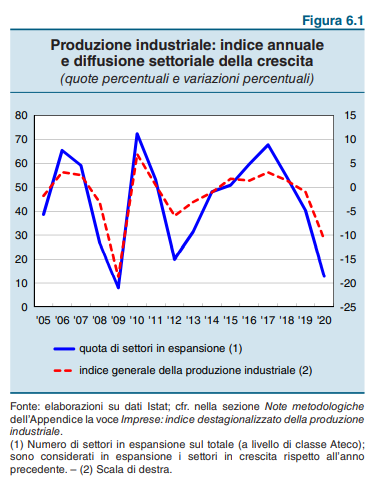 Figura 6.1
Produzione industriale: indice annuale
e diffusione settoriale della crescita
(quote percentuali e variazioni percentuali)
80 15
70 10
60 5
50 0
40 -5
30 -10
20 -15
10 -20
0 -25
'05 '06 '07 '08 '09 '10 '11 '12 '13 '14 '15 '16 '17 '18 '19 '20
quota di settori in espansione (1)
indice generale della produzione industriale (2)
Fonte: elaborazioni su dati Istat; cfr. nella sezione Note metodologiche
dell'Appendice la voce Imprese: indice destagionalizzato della produzione
industriale.
(1) Numero di settori in espansione sul totale (a livello di classe Ateco);
sono considerati in espansione i settori in crescita rispetto all'anno
precedente. – (2) Scala di destra.